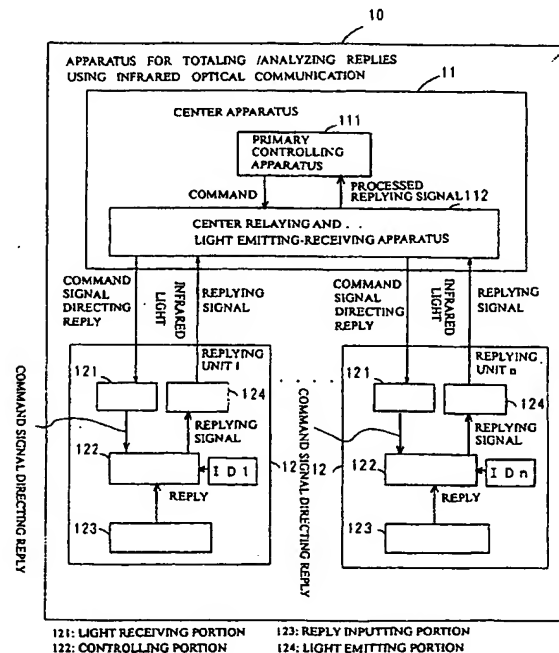 10
APPARATUS FOR TOTALING /ANALYZING REPLIES
USING INFRARED OPTICAL COMMUNICATION
11
CENTER APPARATUS
111
PRIMARY
CONTROLLING
APPARATUS
COMMAND
PROCESSED
REPLYING SIGNAL
112
CENTER RELAYING AND . .
LIGHT EMITTING-RECEIVING APPARATUS
COMMAND
SIGNAL
DIRECTING
REPLY
INFRARED
LIGHT
REPLYING
SIGNAL
COMMAND
SIGNAL
DIRECTING
REPLY
INFRARED
LIGHT
REPLYING
SIGNAL
COMMAND SIGNAL DIRECTING REPLY
REPLYING
UNIT 1
121
124
REPLYING
SIGNAL
122
ID1
12
REPLY
123
. . . . .
COMMAND SIGNAL DIRECTING REPLY
REPLYING
UNIT n
121
124
REPLYING
SIGNAL
12
122
IDn
REPLY
123
121: LIGHT RECEIVING PORTION
123: REPLY INPUTTING PORTION
122: CONTROLLING PORTION
124: LIGHT EMITTING PORTION